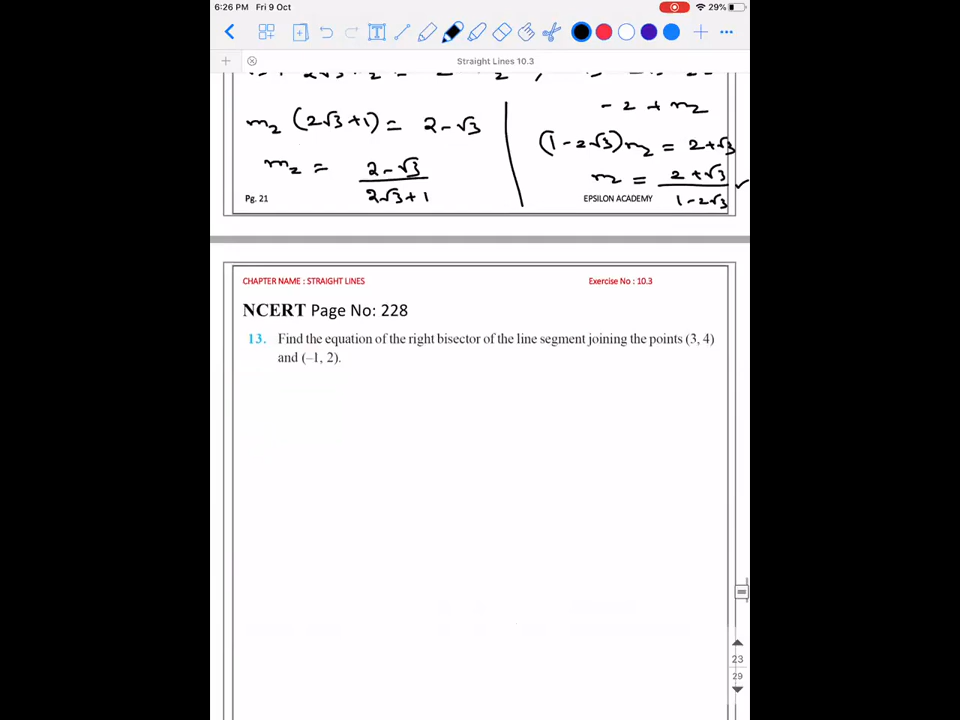 6:26 PM Fri 9 Oct
29%
Straight Lines 10.3
m₂ (2√3+1) = 2-√3
m₂ = 2-√3 / 2√3+1
-2 + m₂
(1-2√3)m₂ = 2+√3
m₂ = 2+√3 / 1-2√3 ✓
Pg. 21
EPSILON ACADEMY
CHAPTER NAME : STRAIGHT LINES
Exercise No : 10.3
NCERT Page No: 228
13. Find the equation of the right bisector of the line segment joining the points (3, 4)
and (–1, 2).
23
29